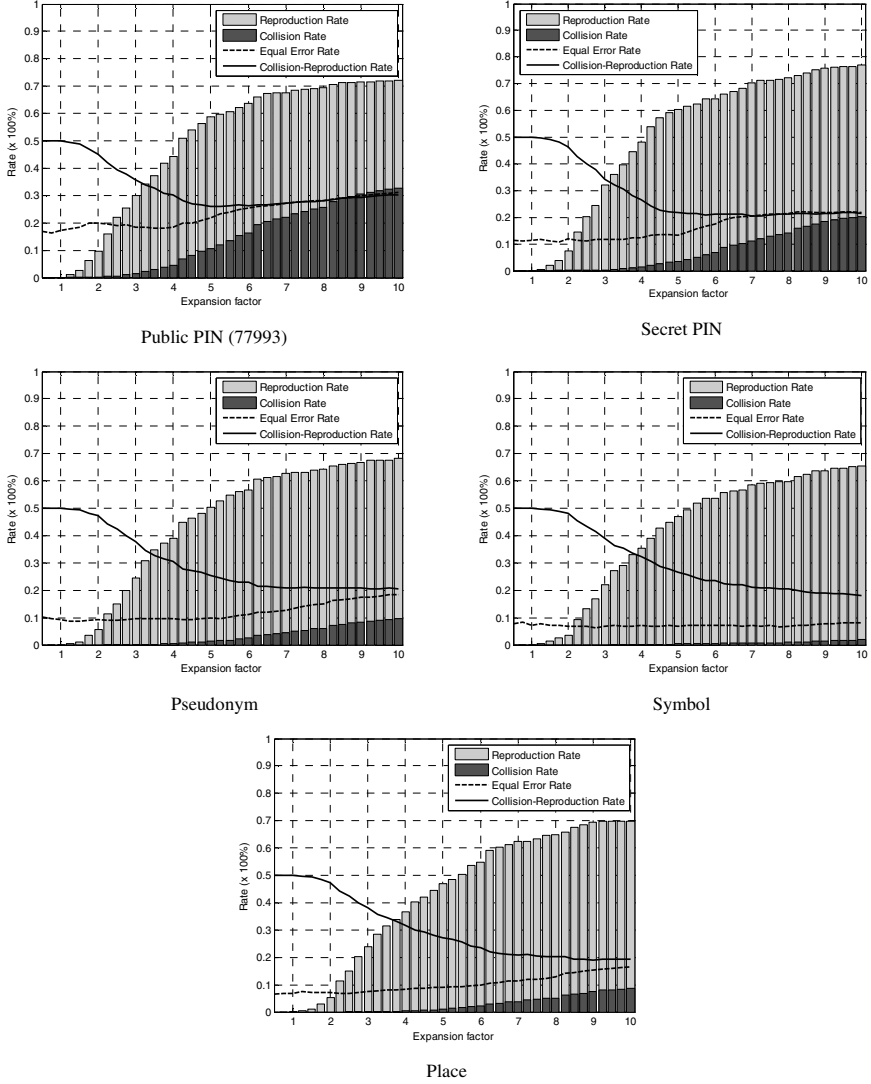 1
0.9
0.8
0.7
0.6
0.5
0.4
0.3
0.2
0.1
0
Rate (x 100%)
Reproduction Rate
Collision Rate
Equal Error Rate
Collision-Reproduction Rate
1 2 3 4 5 6 7 8 9 10
Expansion factor
Public PIN (77993)
1
0.9
0.8
0.7
0.6
0.5
0.4
0.3
0.2
0.1
0
Rate (x 100%)
Reproduction Rate
Collision Rate
Equal Error Rate
Collision-Reproduction Rate
1 2 3 4 5 6 7 8 9 10
Expansion factor
Secret PIN
1
0.9
0.8
0.7
0.6
0.5
0.4
0.3
0.2
0.1
0
Rate (x 100%)
Reproduction Rate
Collision Rate
Equal Error Rate
Collision-Reproduction Rate
1 2 3 4 5 6 7 8 9 10
Expansion factor
Pseudonym
1
0.9
0.8
0.7
0.6
0.5
0.4
0.3
0.2
0.1
0
Rate (x 100%)
Reproduction Rate
Collision Rate
Equal Error Rate
Collision-Reproduction Rate
1 2 3 4 5 6 7 8 9 10
Expansion factor
Symbol
1
0.9
0.8
0.7
0.6
0.5
0.4
0.3
0.2
0.1
0
Rate (x 100%)
Reproduction Rate
Collision Rate
Equal Error Rate
Collision-Reproduction Rate
1 2 3 4 5 6 7 8 9 10
Expansion factor
Place